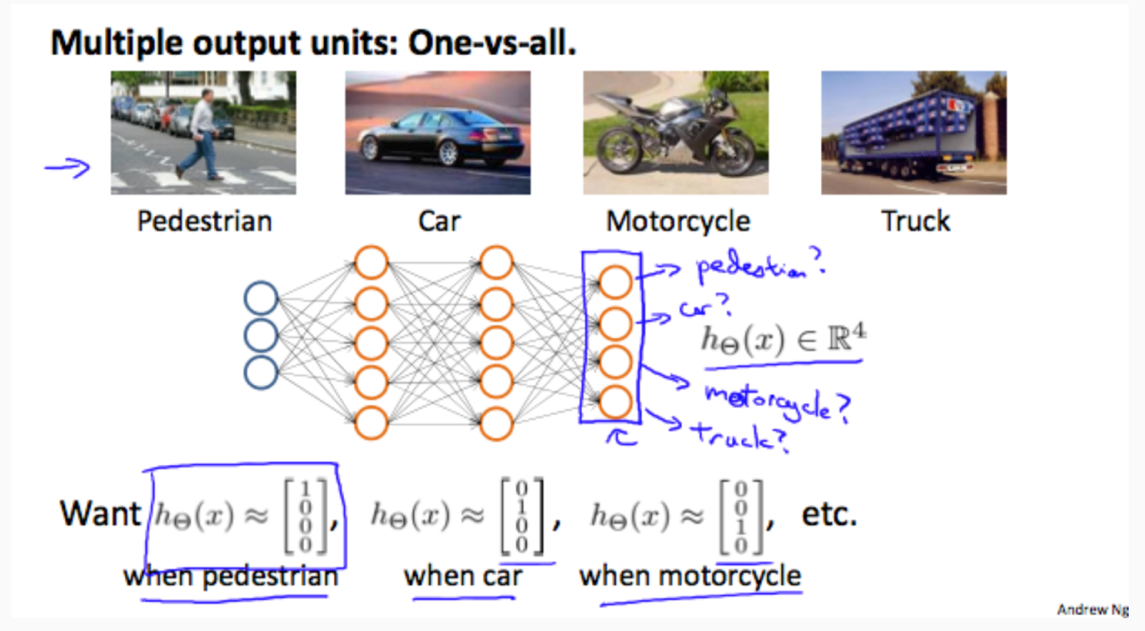 Multiple output units: One-vs-all.
Pedestrian Car Motorcycle Truck
pedestian?
car?
hΘ(x) ∈ ℝ⁴
motorcycle?
truck?
Want hΘ(x) ≈ [1 0 0 0], hΘ(x) ≈ [0 1 0 0], hΘ(x) ≈ [0 0 1 0], etc.
when pedestrian when car when motorcycle
Andrew Ng